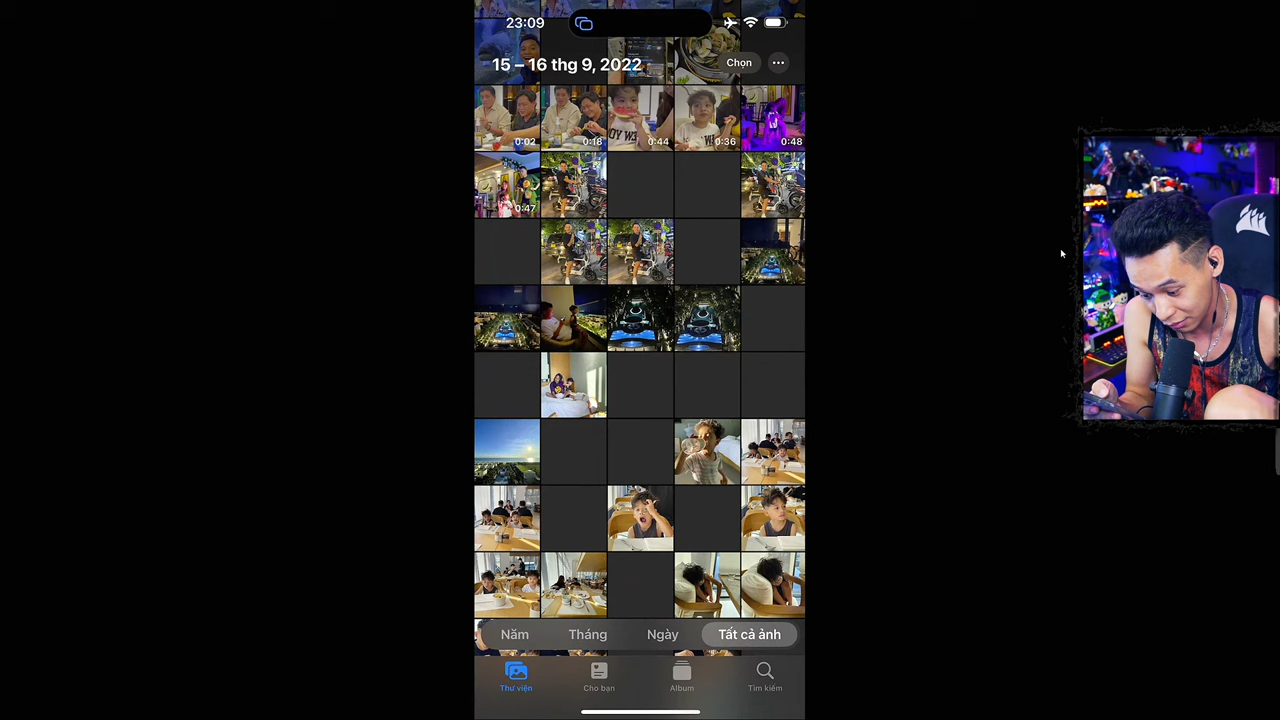 23:09
15 – 16 thg 9, 2022
Chọn
0:02
0:18
0:44
0:36
0:48
0:47
Năm
Tháng
Ngày
Tất cả ảnh
Thư viện
Cho bạn
Album
Tìm kiếm